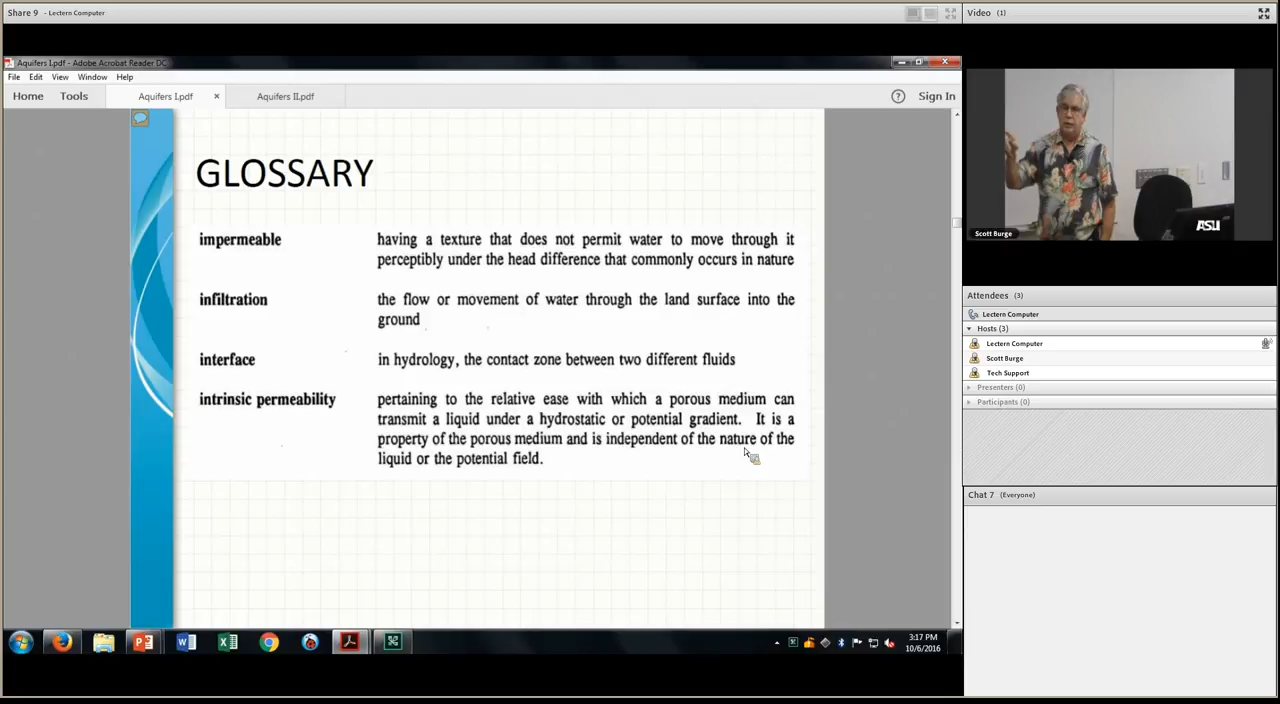 Share 9 - Lectern Computer
Video (1)
Aquifers I.pdf - Adobe Acrobat Reader DC
File Edit View Window Help
Home Tools Aquifers I.pdf × Aquifers II.pdf ? Sign In
GLOSSARY
impermeable having a texture that does not permit water to move through it
perceptibly under the head difference that commonly occurs in nature
infiltration the flow or movement of water through the land surface into the
ground
interface in hydrology, the contact zone between two different fluids
intrinsic permeability pertaining to the relative ease with which a porous medium can
transmit a liquid under a hydrostatic or potential gradient. It is a
property of the porous medium and is independent of the nature of the
liquid or the potential field.
3:17 PM
10/6/2016
ASU
Scott Burge
Attendees (3)
Lectern Computer
Hosts (3)
Lectern Computer
Scott Burge
Tech Support
Presenters (0)
Participants (0)
Chat 7 (Everyone)